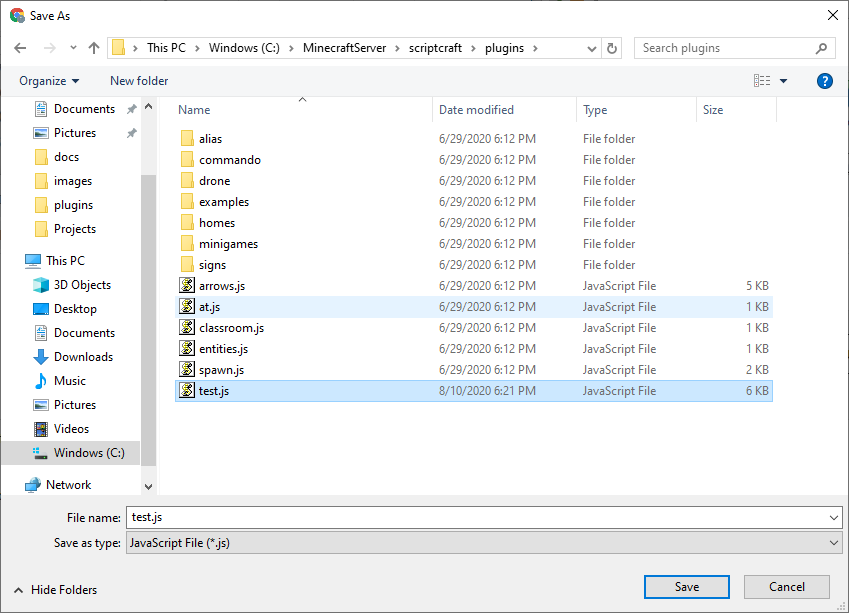 Save As
This PC > Windows (C:) > MinecraftServer > scriptcraft > plugins >
Search plugins
Organize
New folder
?
Documents
Pictures
docs
images
plugins
Projects
This PC
3D Objects
Desktop
Documents
Downloads
Music
Pictures
Videos
Windows (C:)
Network
Name Date modified Type Size
alias 6/29/2020 6:12 PM File folder
commando 6/29/2020 6:12 PM File folder
drone 6/29/2020 6:12 PM File folder
examples 6/29/2020 6:12 PM File folder
homes 6/29/2020 6:12 PM File folder
minigames 6/29/2020 6:12 PM File folder
signs 6/29/2020 6:12 PM File folder
arrows.js 6/29/2020 6:12 PM JavaScript File 5 KB
at.js 6/29/2020 6:12 PM JavaScript File 1 KB
classroom.js 6/29/2020 6:12 PM JavaScript File 1 KB
entities.js 6/29/2020 6:12 PM JavaScript File 1 KB
spawn.js 6/29/2020 6:12 PM JavaScript File 2 KB
test.js 8/10/2020 6:21 PM JavaScript File 6 KB
File name: test.js
Save as type: JavaScript File (*.js)
Hide Folders
Save
Cancel